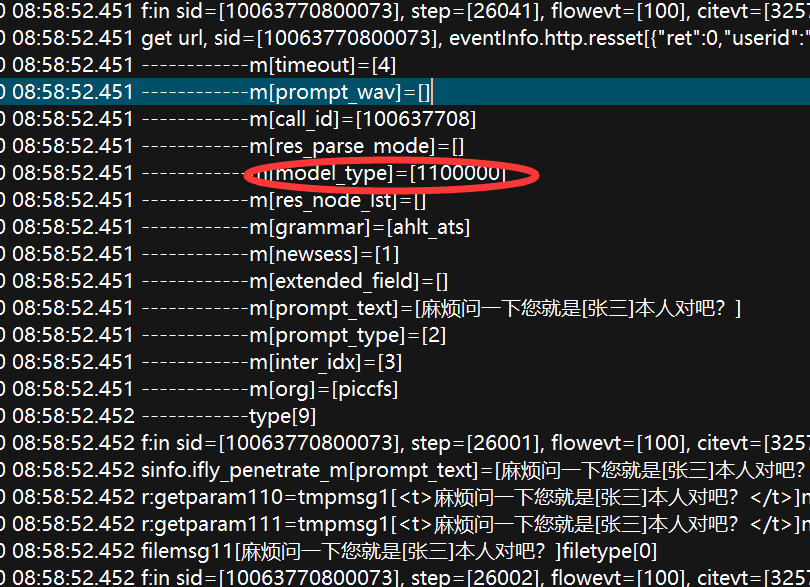 0 08:58:52.451 f:in sid=[10063770800073], step=[26041], flowevt=[100], citevt=[3257
0 08:58:52.451 get url, sid=[10063770800073], eventInfo.http.resset[{"ret":0,"userid":"
0 08:58:52.451 ------------m[timeout]=[4]
0 08:58:52.451 ------------m[prompt_wav]=[]
0 08:58:52.451 ------------m[call_id]=[100637708]
0 08:58:52.451 ------------m[res_parse_mode]=[]
0 08:58:52.451 ------------m[model_type]=[1100000]
0 08:58:52.451 ------------m[res_node_lst]=[]
0 08:58:52.451 ------------m[grammar]=[ahlt_ats]
0 08:58:52.451 ------------m[newsess]=[1]
0 08:58:52.451 ------------m[extended_field]=[]
0 08:58:52.451 ------------m[prompt_text]=[麻烦问一下您就是[张三]本人对吧？]
0 08:58:52.451 ------------m[prompt_type]=[2]
0 08:58:52.451 ------------m[inter_idx]=[3]
0 08:58:52.451 ------------m[org]=[piccfs]
0 08:58:52.452 ------------type[9]
0 08:58:52.452 f:in sid=[10063770800073], step=[26001], flowevt=[100], citevt=[3257
0 08:58:52.452 sinfo.ifly_penetrate_m[prompt_text]=[麻烦问一下您就是[张三]本人对吧？
0 08:58:52.452 r:getparam110=tmpmsg1[<t>麻烦问一下您就是[张三]本人对吧？</t>]n
0 08:58:52.452 r:getparam111=tmpmsg1[<t>麻烦问一下您就是[张三]本人对吧？</t>]n
0 08:58:52.452 filemsg11[麻烦问一下您就是[张三]本人对吧？]filetype[0]
0 08:58:52.452 f:in sid=[10063770800073], step=[26002], flowevt=[100], citevt=[3257